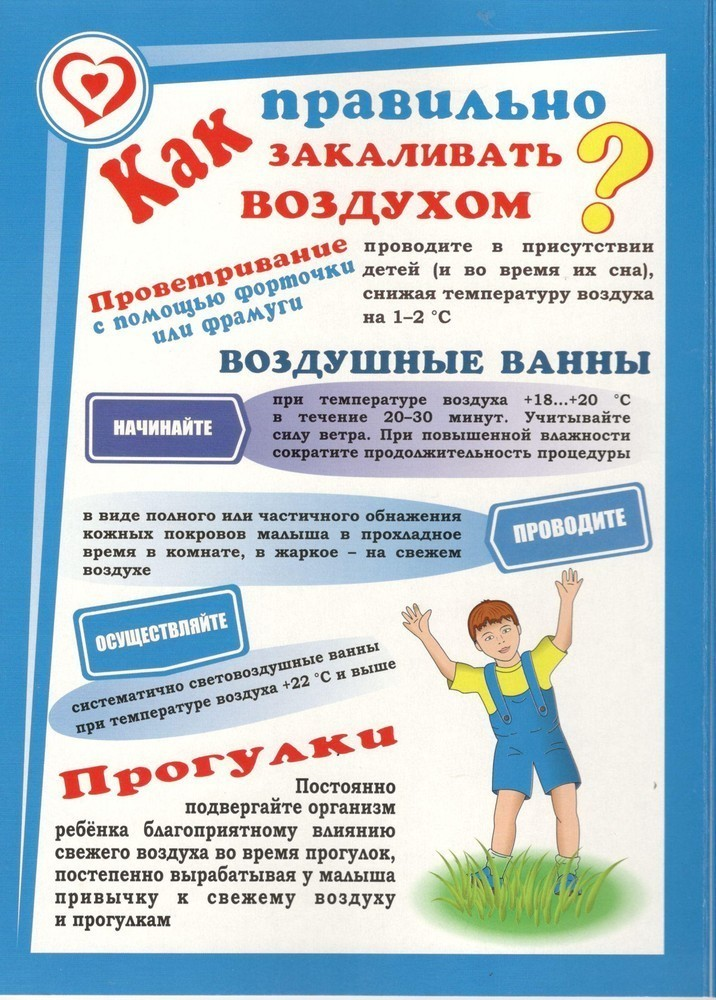 Как правильно
ЗАКАЛИВАТЬ
ВОЗДУХОМ ?
Проветривание
с помощью форточки
или фрамуги
проводите в присутствии
детей (и во время их сна),
снижая температуру воздуха
на 1–2 °С
ВОЗДУШНЫЕ ВАННЫ
НАЧИНАЙТЕ
при температуре воздуха +18...+20 °С
в течение 20–30 минут. Учитывайте
силу ветра. При повышенной влажности
сократите продолжительность процедуры
в виде полного или частичного обнажения
кожных покровов малыша в прохладное
время в комнате, в жаркое – на свежем
воздухе
ПРОВОДИТЕ
ОСУЩЕСТВЛЯЙТЕ
систематично световоздушные ванны
при температуре воздуха +22 °С и выше
Прогулки
Постоянно
подвергайте организм
ребёнка благоприятному влиянию
свежего воздуха во время прогулок,
постепенно вырабатывая у малыша
привычку к свежему воздуху
и прогулкам